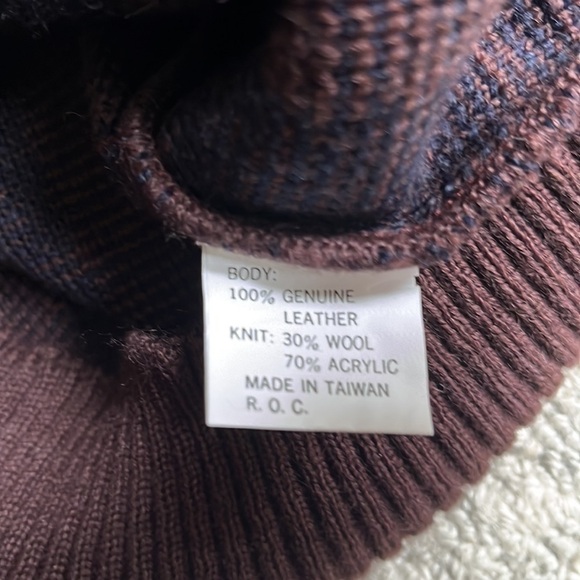 BODY:
100% GENUINE
LEATHER
KNIT: 30% WOOL
70% ACRYLIC
MADE IN TAIWAN
R. O. C.